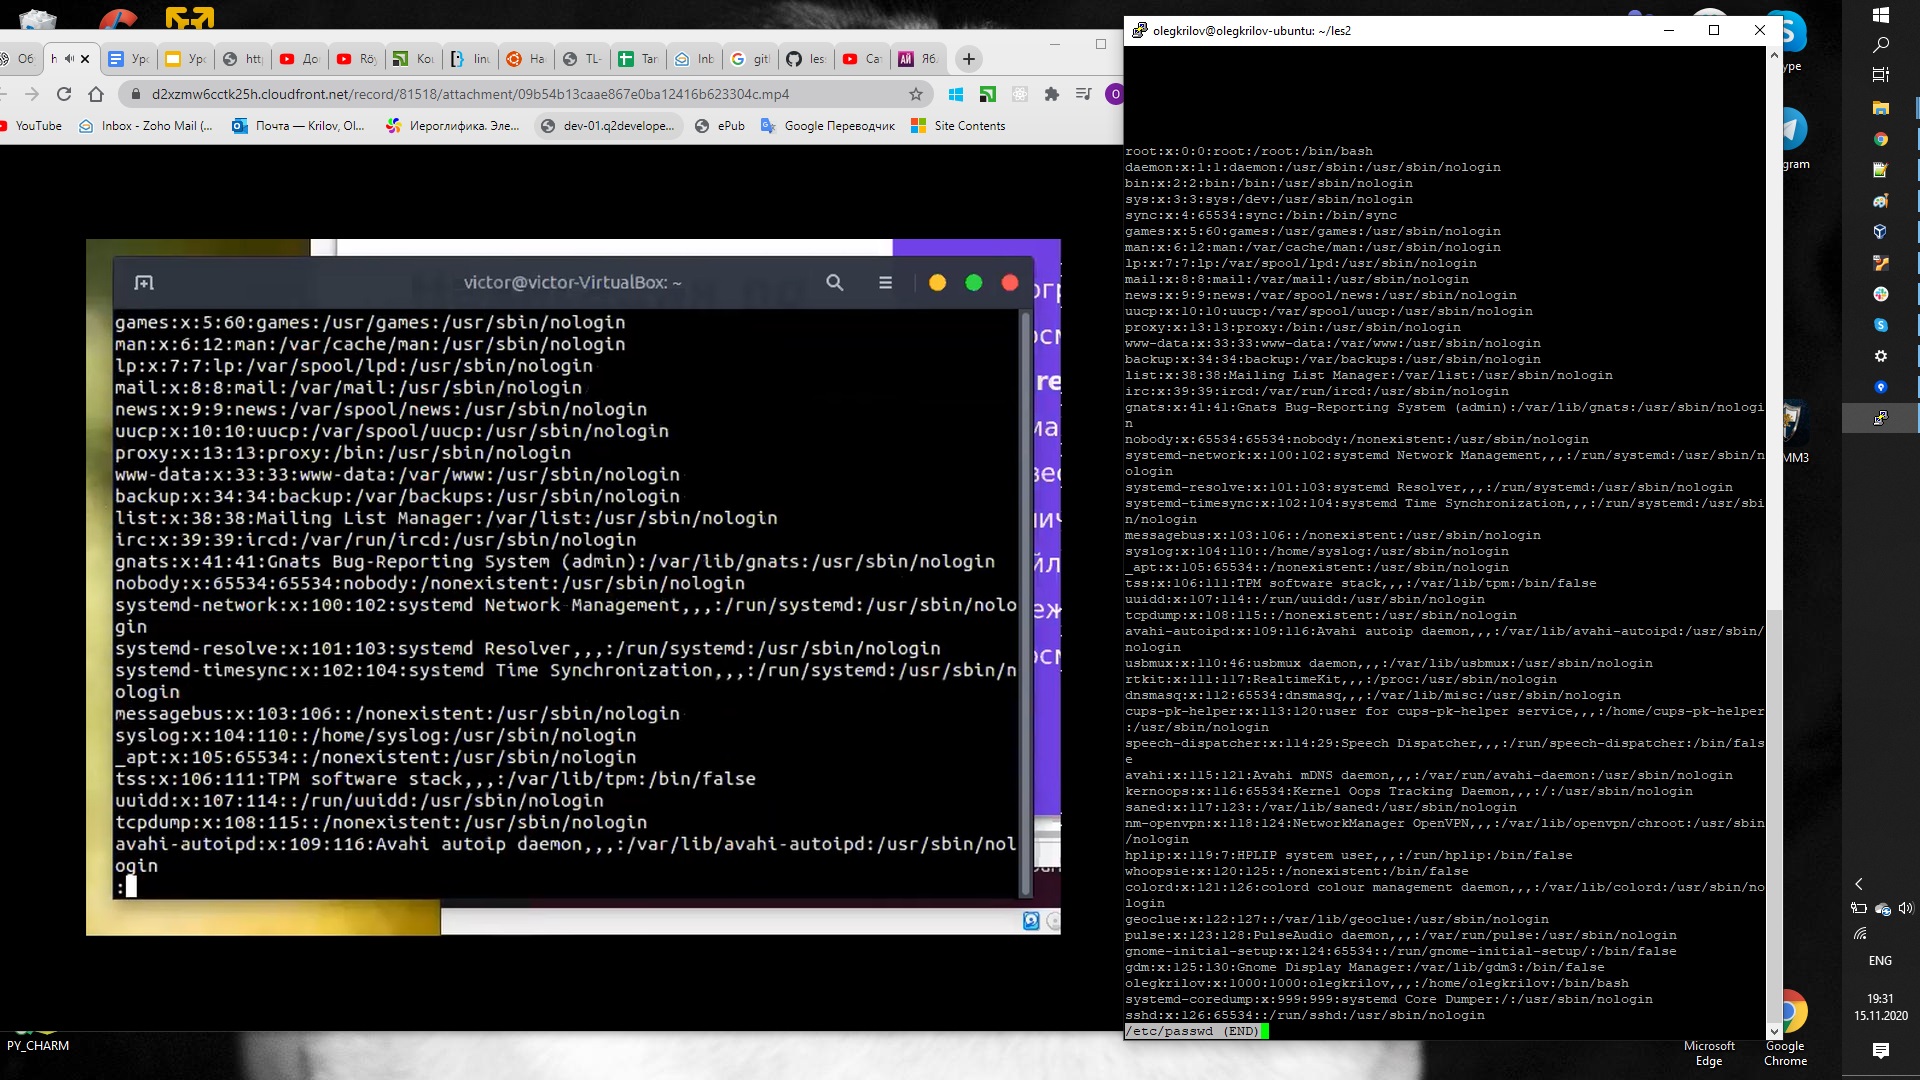 Об
h
Урс
Урс
http
До
Röy
Кон
linu
На
TL-
Тап
Inb
gitl
les
Car
АЙ
ЯБ.
d2xzmw6cctk25h.cloudfront.net/record/81518/attachment/09b54b13caae867e0ba12416b623304c.mp4
YouTube
Inbox - Zoho Mail (...
Почта — Krilov, Ol...
Иероглифика. Эле...
dev-01.q2develope...
ePub
Google Переводчик
Site Contents
victor@victor-VirtualBox: ~
games:x:5:60:games:/usr/games:/usr/sbin/nologin
man:x:6:12:man:/var/cache/man:/usr/sbin/nologin
lp:x:7:7:lp:/var/spool/lpd:/usr/sbin/nologin
mail:x:8:8:mail:/var/mail:/usr/sbin/nologin
news:x:9:9:news:/var/spool/news:/usr/sbin/nologin
uucp:x:10:10:uucp:/var/spool/uucp:/usr/sbin/nologin
proxy:x:13:13:proxy:/bin:/usr/sbin/nologin
www-data:x:33:33:www-data:/var/www:/usr/sbin/nologin
backup:x:34:34:backup:/var/backups:/usr/sbin/nologin
list:x:38:38:Mailing List Manager:/var/list:/usr/sbin/nologin
irc:x:39:39:ircd:/var/run/ircd:/usr/sbin/nologin
gnats:x:41:41:Gnats Bug-Reporting System (admin):/var/lib/gnats:/usr/sbin/nologin
nobody:x:65534:65534:nobody:/nonexistent:/usr/sbin/nologin
systemd-network:x:100:102:systemd Network Management,,,:/run/systemd:/usr/sbin/nolo
gin
systemd-resolve:x:101:103:systemd Resolver,,,:/run/systemd:/usr/sbin/nologin
systemd-timesync:x:102:104:systemd Time Synchronization,,,:/run/systemd:/usr/sbin/n
ologin
messagebus:x:103:106::/nonexistent:/usr/sbin/nologin
syslog:x:104:110::/home/syslog:/usr/sbin/nologin
_apt:x:105:65534::/nonexistent:/usr/sbin/nologin
tss:x:106:111:TPM software stack,,,:/var/lib/tpm:/bin/false
uuidd:x:107:114::/run/uuidd:/usr/sbin/nologin
tcpdump:x:108:115::/nonexistent:/usr/sbin/nologin
avahi-autoipd:x:109:116:Avahi autoip daemon,,,:/var/lib/avahi-autoipd:/usr/sbin/nol
ogin
:
olegkrilov@olegkrilov-ubuntu: ~/les2
root:x:0:0:root:/root:/bin/bash
daemon:x:1:1:daemon:/usr/sbin:/usr/sbin/nologin
bin:x:2:2:bin:/bin:/usr/sbin/nologin
sys:x:3:3:sys:/dev:/usr/sbin/nologin
sync:x:4:65534:sync:/bin:/bin/sync
games:x:5:60:games:/usr/games:/usr/sbin/nologin
man:x:6:12:man:/var/cache/man:/usr/sbin/nologin
lp:x:7:7:lp:/var/spool/lpd:/usr/sbin/nologin
mail:x:8:8:mail:/var/mail:/usr/sbin/nologin
news:x:9:9:news:/var/spool/news:/usr/sbin/nologin
uucp:x:10:10:uucp:/var/spool/uucp:/usr/sbin/nologin
proxy:x:13:13:proxy:/bin:/usr/sbin/nologin
www-data:x:33:33:www-data:/var/www:/usr/sbin/nologin
backup:x:34:34:backup:/var/backups:/usr/sbin/nologin
list:x:38:38:Mailing List Manager:/var/list:/usr/sbin/nologin
irc:x:39:39:ircd:/var/run/ircd:/usr/sbin/nologin
gnats:x:41:41:Gnats Bug-Reporting System (admin):/var/lib/gnats:/usr/sbin/nologi
n
nobody:x:65534:65534:nobody:/nonexistent:/usr/sbin/nologin
systemd-network:x:100:102:systemd Network Management,,,:/run/systemd:/usr/sbin/n
ologin
systemd-resolve:x:101:103:systemd Resolver,,,:/run/systemd:/usr/sbin/nologin
systemd-timesync:x:102:104:systemd Time Synchronization,,,:/run/systemd:/usr/sbi
n/nologin
messagebus:x:103:106::/nonexistent:/usr/sbin/nologin
syslog:x:104:110::/home/syslog:/usr/sbin/nologin
_apt:x:105:65534::/nonexistent:/usr/sbin/nologin
tss:x:106:111:TPM software stack,,,:/var/lib/tpm:/bin/false
uuidd:x:107:114::/run/uuidd:/usr/sbin/nologin
tcpdump:x:108:115::/nonexistent:/usr/sbin/nologin
avahi-autoipd:x:109:116:Avahi autoip daemon,,,:/var/lib/avahi-autoipd:/usr/sbin/
nologin
usbmux:x:110:46:usbmux daemon,,,:/var/lib/usbmux:/usr/sbin/nologin
rtkit:x:111:117:RealtimeKit,,,:/proc:/usr/sbin/nologin
dnsmasq:x:112:65534:dnsmasq,,,:/var/lib/misc:/usr/sbin/nologin
cups-pk-helper:x:113:120:user for cups-pk-helper service,,,:/home/cups-pk-helper
:/usr/sbin/nologin
speech-dispatcher:x:114:29:Speech Dispatcher,,,:/run/speech-dispatcher:/bin/fals
e
avahi:x:115:121:Avahi mDNS daemon,,,:/var/run/avahi-daemon:/usr/sbin/nologin
kernoops:x:116:65534:Kernel Oops Tracking Daemon,,,:/:/usr/sbin/nologin
saned:x:117:123::/var/lib/saned:/usr/sbin/nologin
nm-openvpn:x:118:124:NetworkManager OpenVPN,,,:/var/lib/openvpn/chroot:/usr/sbin
/nologin
hplip:x:119:7:HPLIP system user,,,:/run/hplip:/bin/false
whoopsie:x:120:125::/nonexistent:/bin/false
colord:x:121:126:colord colour management daemon,,,:/var/lib/colord:/usr/sbin/no
login
geoclue:x:122:127::/var/lib/geoclue:/usr/sbin/nologin
pulse:x:123:128:PulseAudio daemon,,,:/var/run/pulse:/usr/sbin/nologin
gnome-initial-setup:x:124:65534::/run/gnome-initial-setup/:/bin/false
gdm:x:125:130:Gnome Display Manager:/var/lib/gdm3:/bin/false
olegkrilov:x:1000:1000:olegkrilov,,,:/home/olegkrilov:/bin/bash
systemd-coredump:x:999:999:systemd Core Dumper:/:/usr/sbin/nologin
sshd:x:126:65534::/run/sshd:/usr/sbin/nologin
/etc/passwd (END)
ype
gram
MM3
PY_CHARM
Microsoft
Edge
Google
Chrome
ENG
19:31
15.11.2020